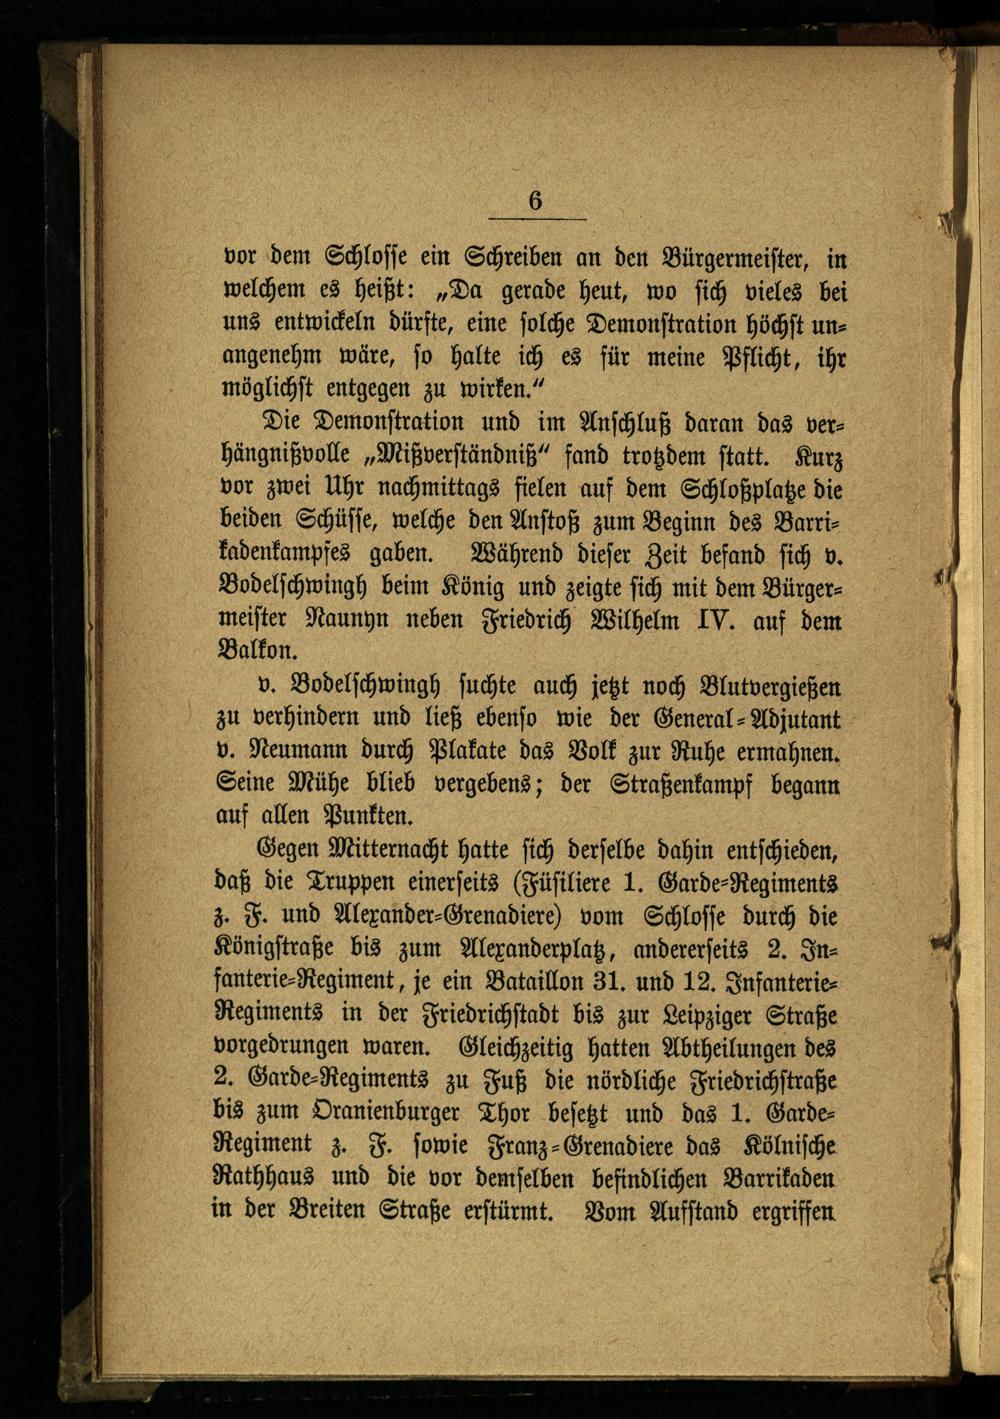 6
vor dem Schlosse ein Schreiben an den Bürgermeister, in
welchem es heißt: „Da gerade heut, wo sich vieles bei
uns entwickeln dürfte, eine solche Demonstration höchst un⸗
angenehm wäre, so halte ich es für meine Pflicht, ihr
möglichst entgegen zu wirken.“
Die Demonstration und im Anschluß daran das ver⸗
hängnißvolle „Mißverständniß“ fand trotzdem statt. Kurz
vor zwei Uhr nachmittags fielen auf dem Schloßplatze die
beiden Schüsse, welche den Anstoß zum Beginn des Barri⸗
kadenkampfes gaben. Während dieser Zeit befand sich v.
Bodelschwingh beim König und zeigte sich mit dem Bürger⸗
meister Naunyn neben Friedrich Wilhelm IV. auf dem
Balkon.
v. Bodelschwingh suchte auch jetzt noch Blutvergießen
zu verhindern und ließ ebenso wie der General⸗Adjutant
v. Neumann durch Plakate das Volk zur Ruhe ermahnen.
Seine Mühe blieb vergebens; der Straßenkampf begann
auf allen Punkten.
Gegen Mitternacht hatte sich derselbe dahin entschieden,
daß die Truppen einerseits (Füsiliere 1. Garde⸗Regiments
z. F. und Alexander⸗Grenadiere) vom Schlosse durch die
Königstraße bis zum Alexanderplatz, andererseits 2. In⸗
fanterie⸗Regiment, je ein Bataillon 31. und 12. Infanterie⸗
Regiments in der Friedrichstadt bis zur Leipziger Straße
vorgedrungen waren. Gleichzeitig hatten Abtheilungen des
2. Garde⸗Regiments zu Fuß die nördliche Friedrichstraße
bis zum Oranienburger Thor besetzt und das 1. Garde⸗
Regiment z. F. sowie Franz⸗Grenadiere das Kölnische
Rathhaus und die vor demselben befindlichen Barrikaden
in der Breiten Straße erstürmt. Vom Aufstand ergriffen